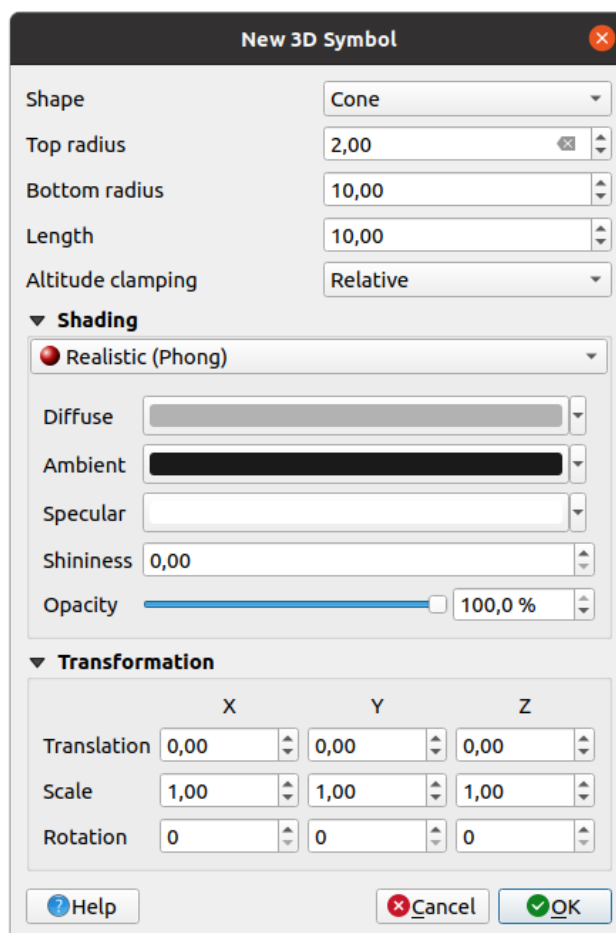 New 3D Symbol
Shape Cone
Top radius 2,00
Bottom radius 10,00
Length 10,00
Altitude clamping Relative
Shading
Realistic (Phong)
Diffuse
Ambient
Specular
Shininess 0,00
Opacity 100,0 %
Transformation
X Y Z
Translation 0,00 0,00 0,00
Scale 1,00 1,00 1,00
Rotation 0 0 0
Help Cancel OK